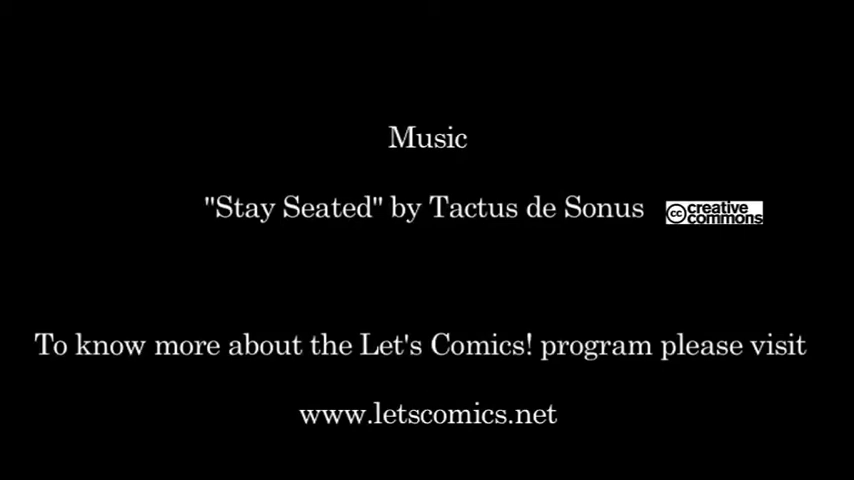 Music
"Stay Seated" by Tactus de Sonus
cc creative
commons
To know more about the Let's Comics! program please visit
www.letscomics.net